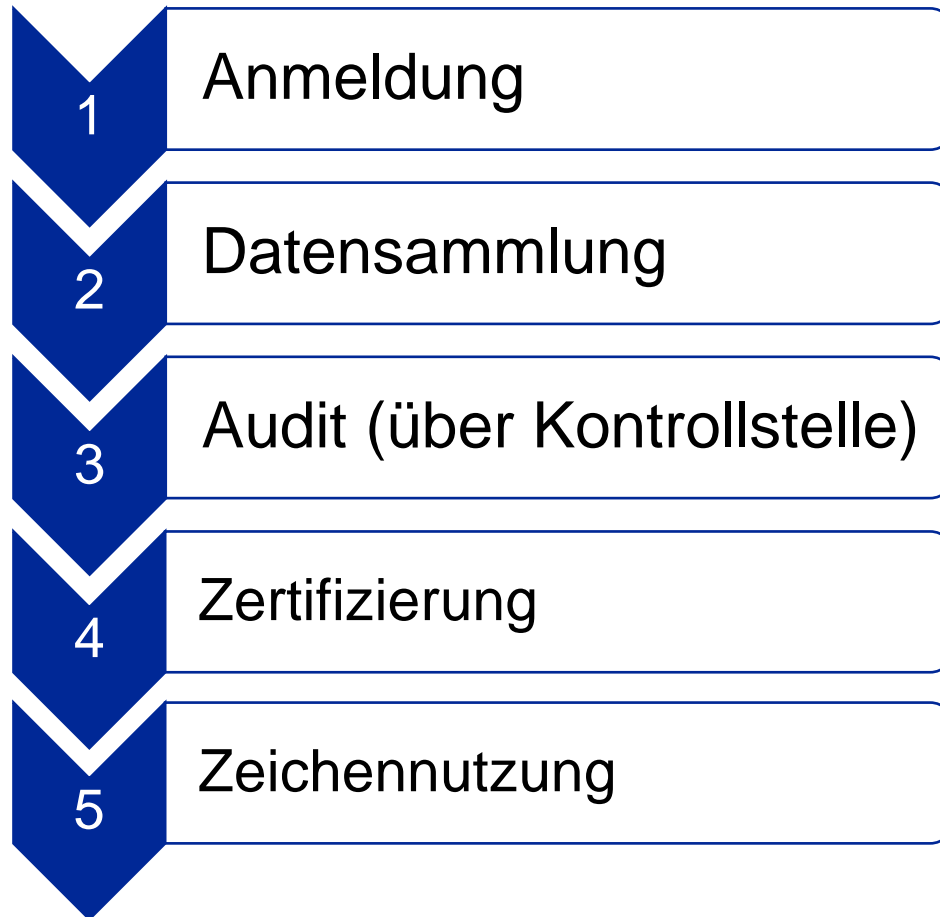 1
Anmeldung
2
Datensammlung
3
Audit (über Kontrollstelle)
4
Zertifizierung
5
Zeichennutzung